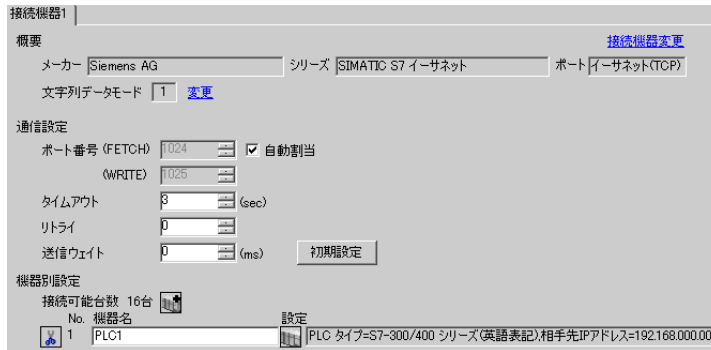 接続機器1
概要 接続機器変更
メーカー Siemens AG シリーズ SIMATIC S7 イーサネット ポート イーサネット(TCP)
文字列データモード 1 変更
通信設定
ポート番号 (FETCH) 1024 自動割当
(WRITE) 1025
タイムアウト 3 (sec)
リトライ 0
送信ウェイト 0 (ms) 初期設定
機器別設定
接続可能台数 16台
No. 機器名 設定
1 PLC1 PLC タイプ=S7-300/400 シリーズ(英語表記),相手先IPアドレス=192.168.000.00